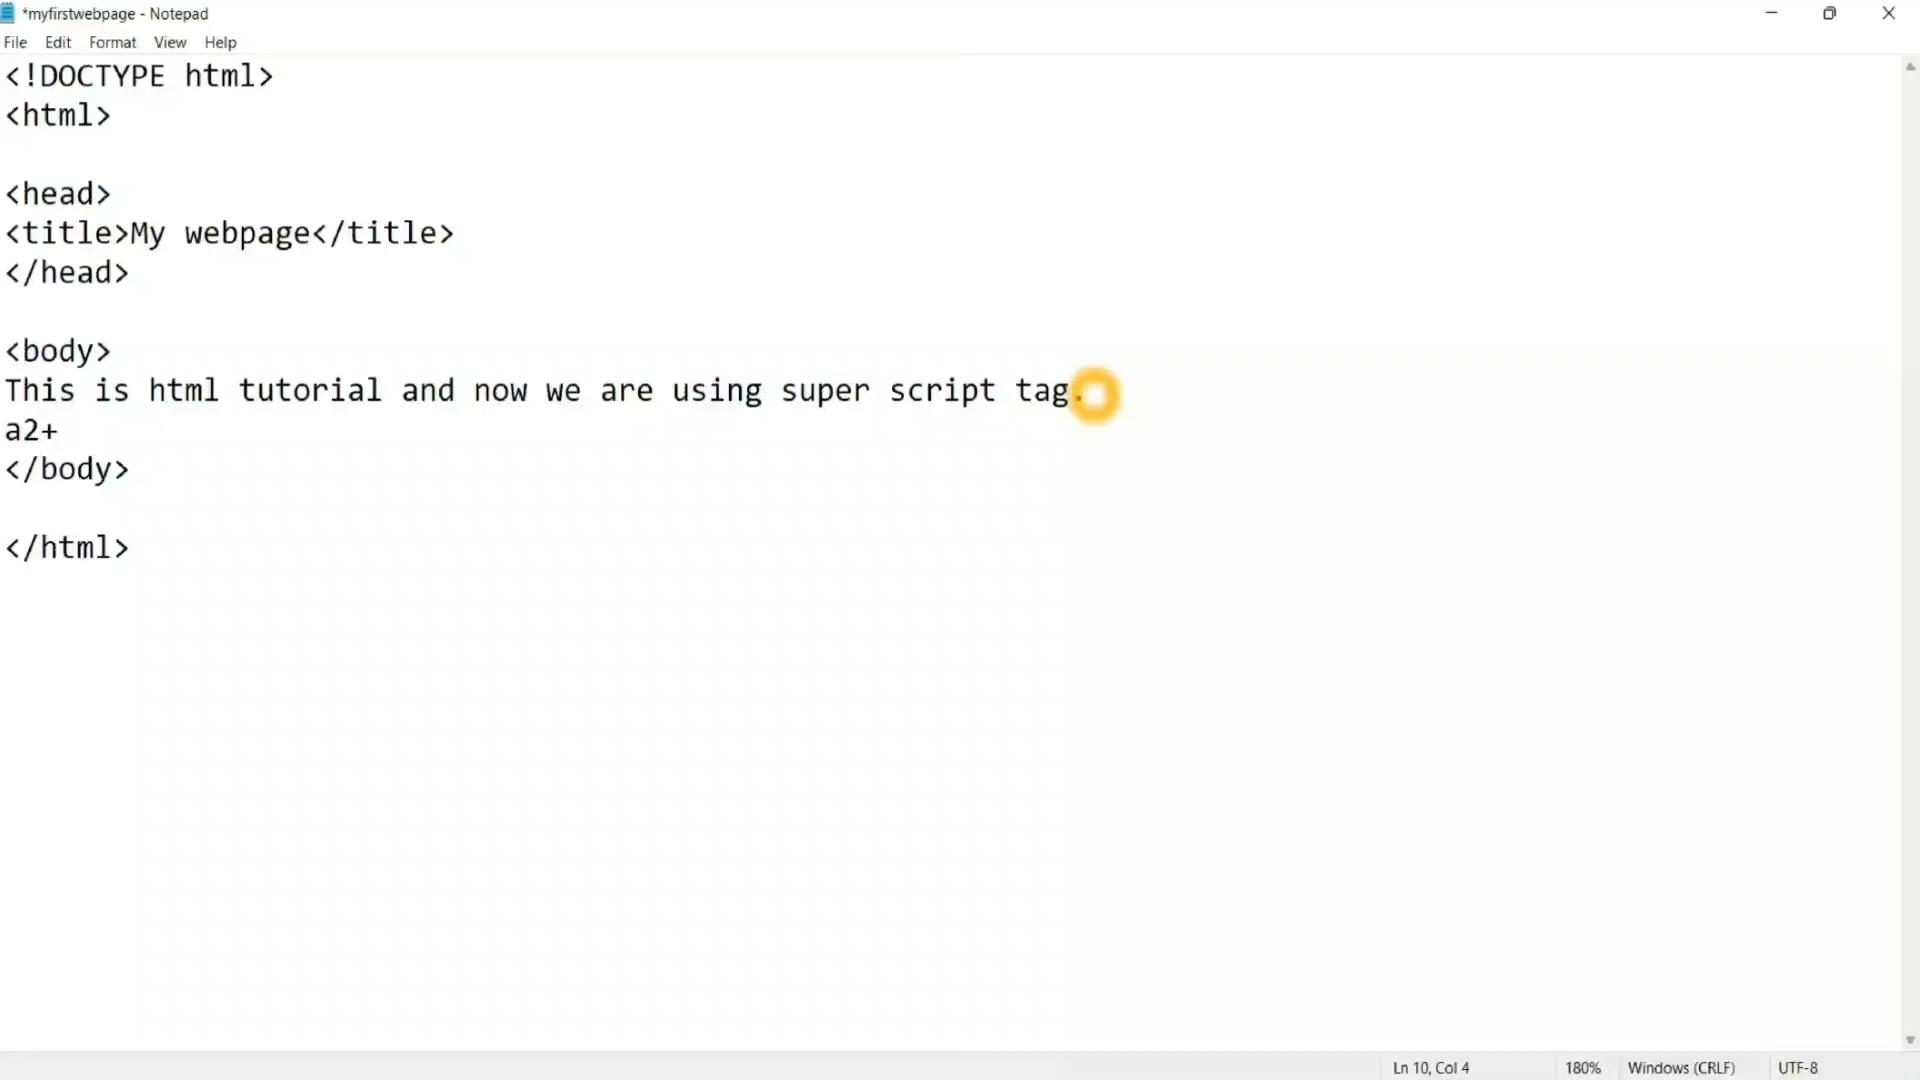 *myfirstwebpage - Notepad
File Edit Format View Help
<!DOCTYPE html>
<html>
<head>
<title>My webpage</title>
</head>
<body>
This is html tutorial and now we are using super script tag.
a2+
</body>
</html>
Ln 10, Col 4 180% Windows (CRLF) UTF-8